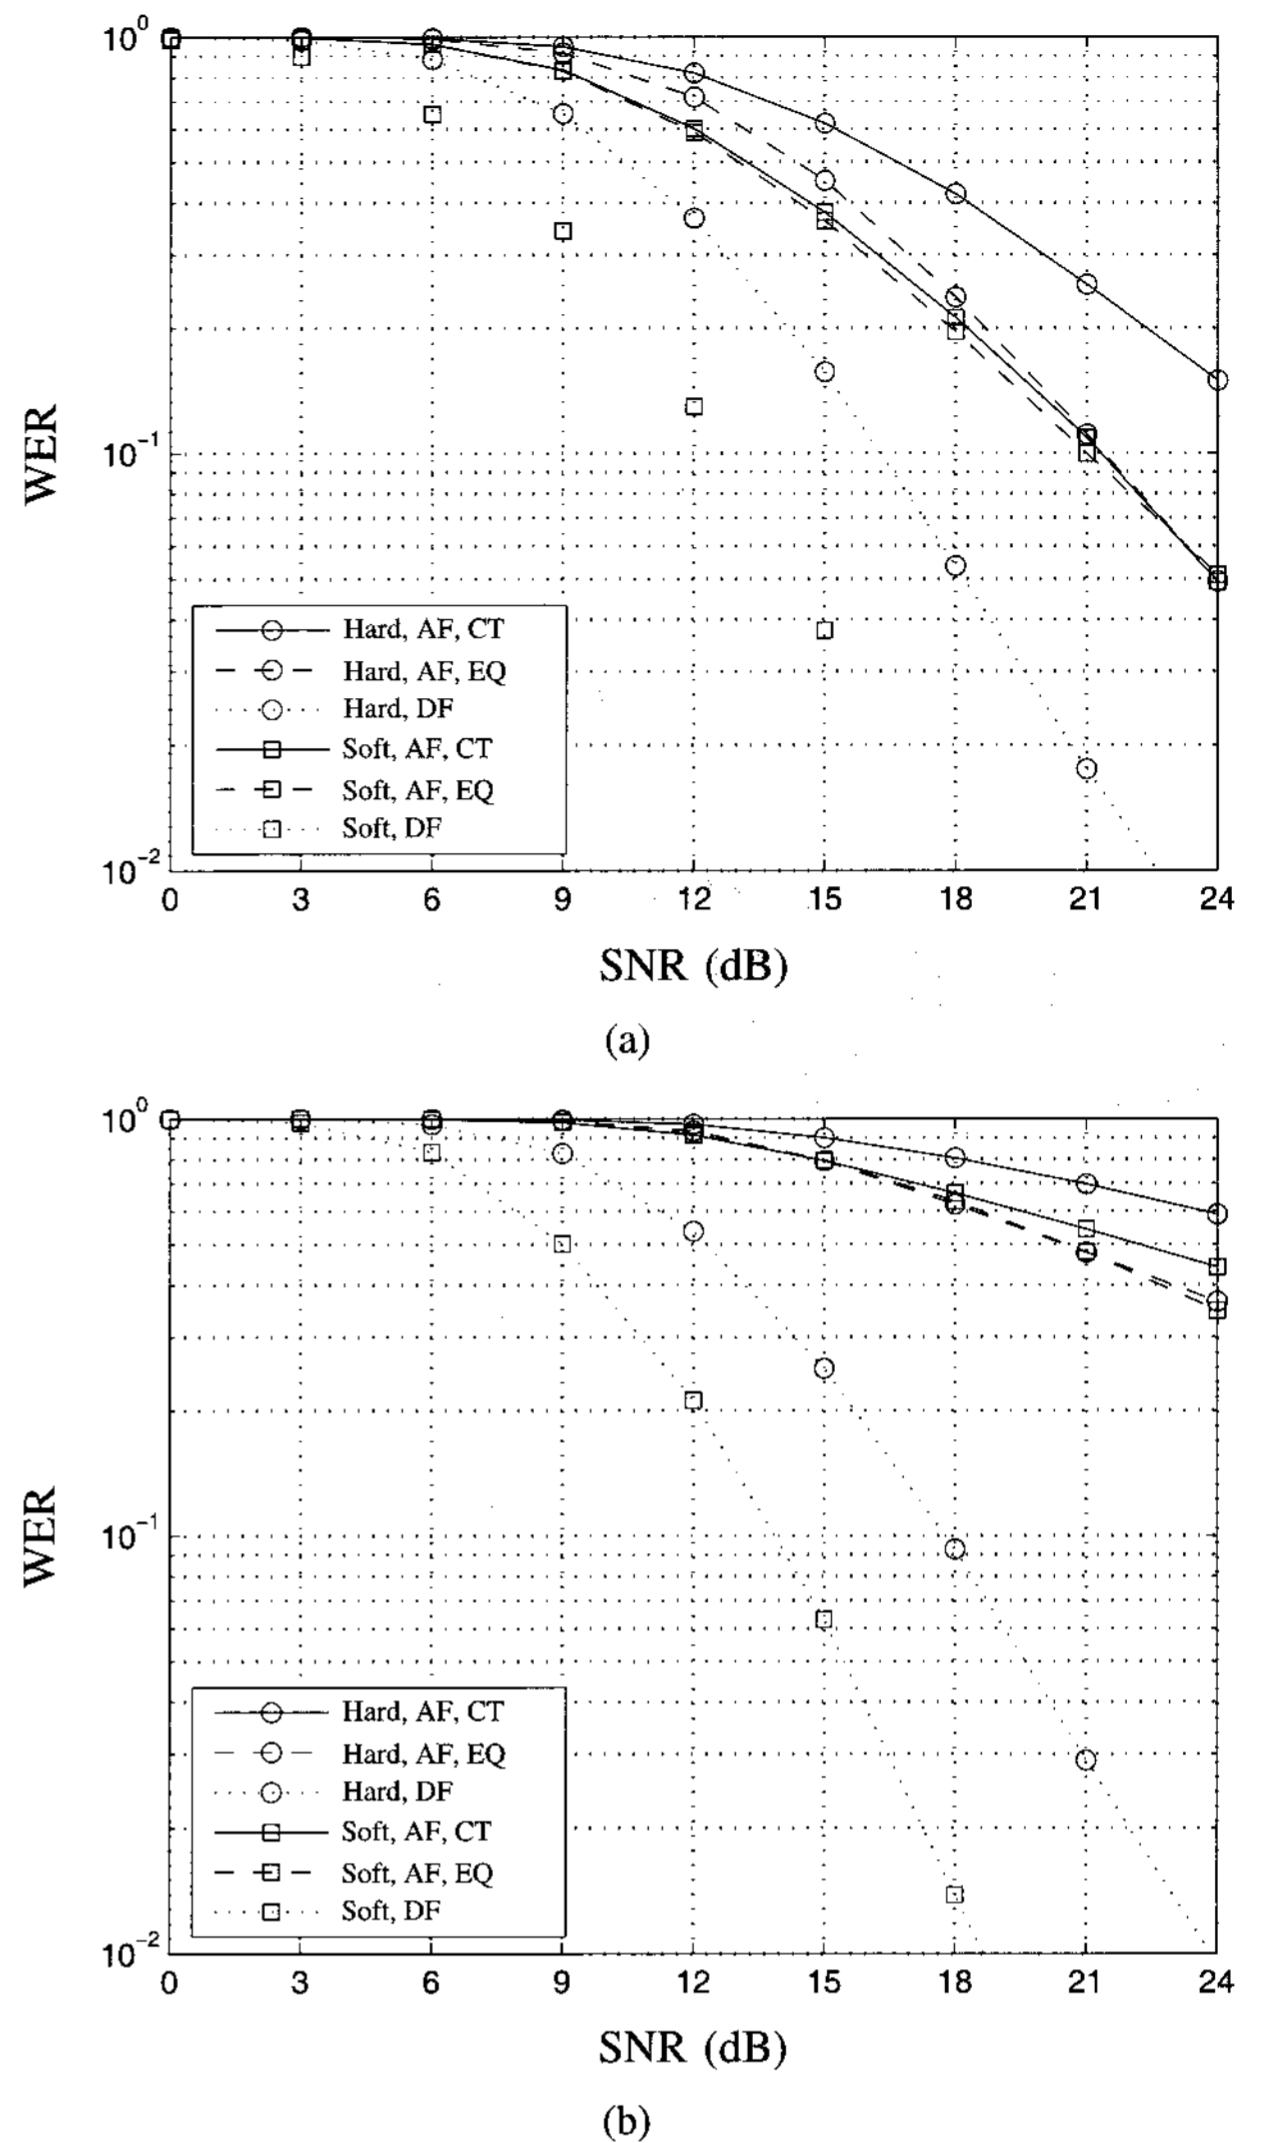 10^0
10^-1
10^-2
WER
Hard, AF, CT
Hard, AF, EQ
Hard, DF
Soft, AF, CT
Soft, AF, EQ
Soft, DF
0 3 6 9 12 15 18 21 24
SNR (dB)
(a)
10^0
10^-1
10^-2
WER
Hard, AF, CT
Hard, AF, EQ
Hard, DF
Soft, AF, CT
Soft, AF, EQ
Soft, DF
0 3 6 9 12 15 18 21 24
SNR (dB)
(b)